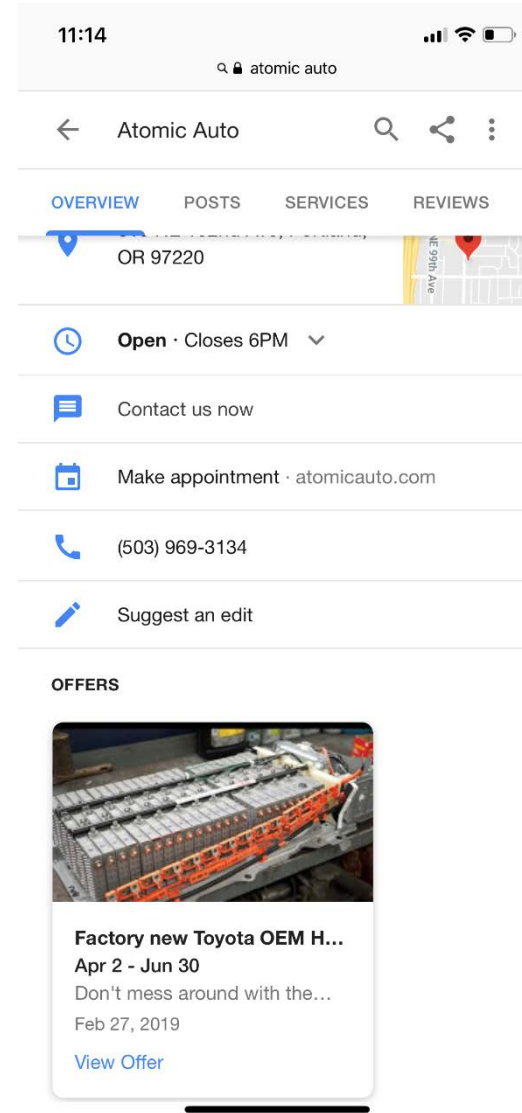 11:14
atomic auto
Atomic Auto
OVERVIEW POSTS SERVICES REVIEWS
OR 97220
NE 99th Ave
Open · Closes 6PM
Contact us now
Make appointment · atomicauto.com
(503) 969-3134
Suggest an edit
OFFERS
Factory new Toyota OEM H...
Apr 2 - Jun 30
Don't mess around with the...
Feb 27, 2019
View Offer